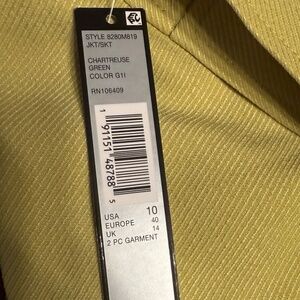 STYLE 8280M819
JKT/SKT
CHARTREUSE
GREEN
COLOR G1I
RN106409
1 91151 48788 5
USA 10
EUROPE 40
UK 14
2 PC GARMENT